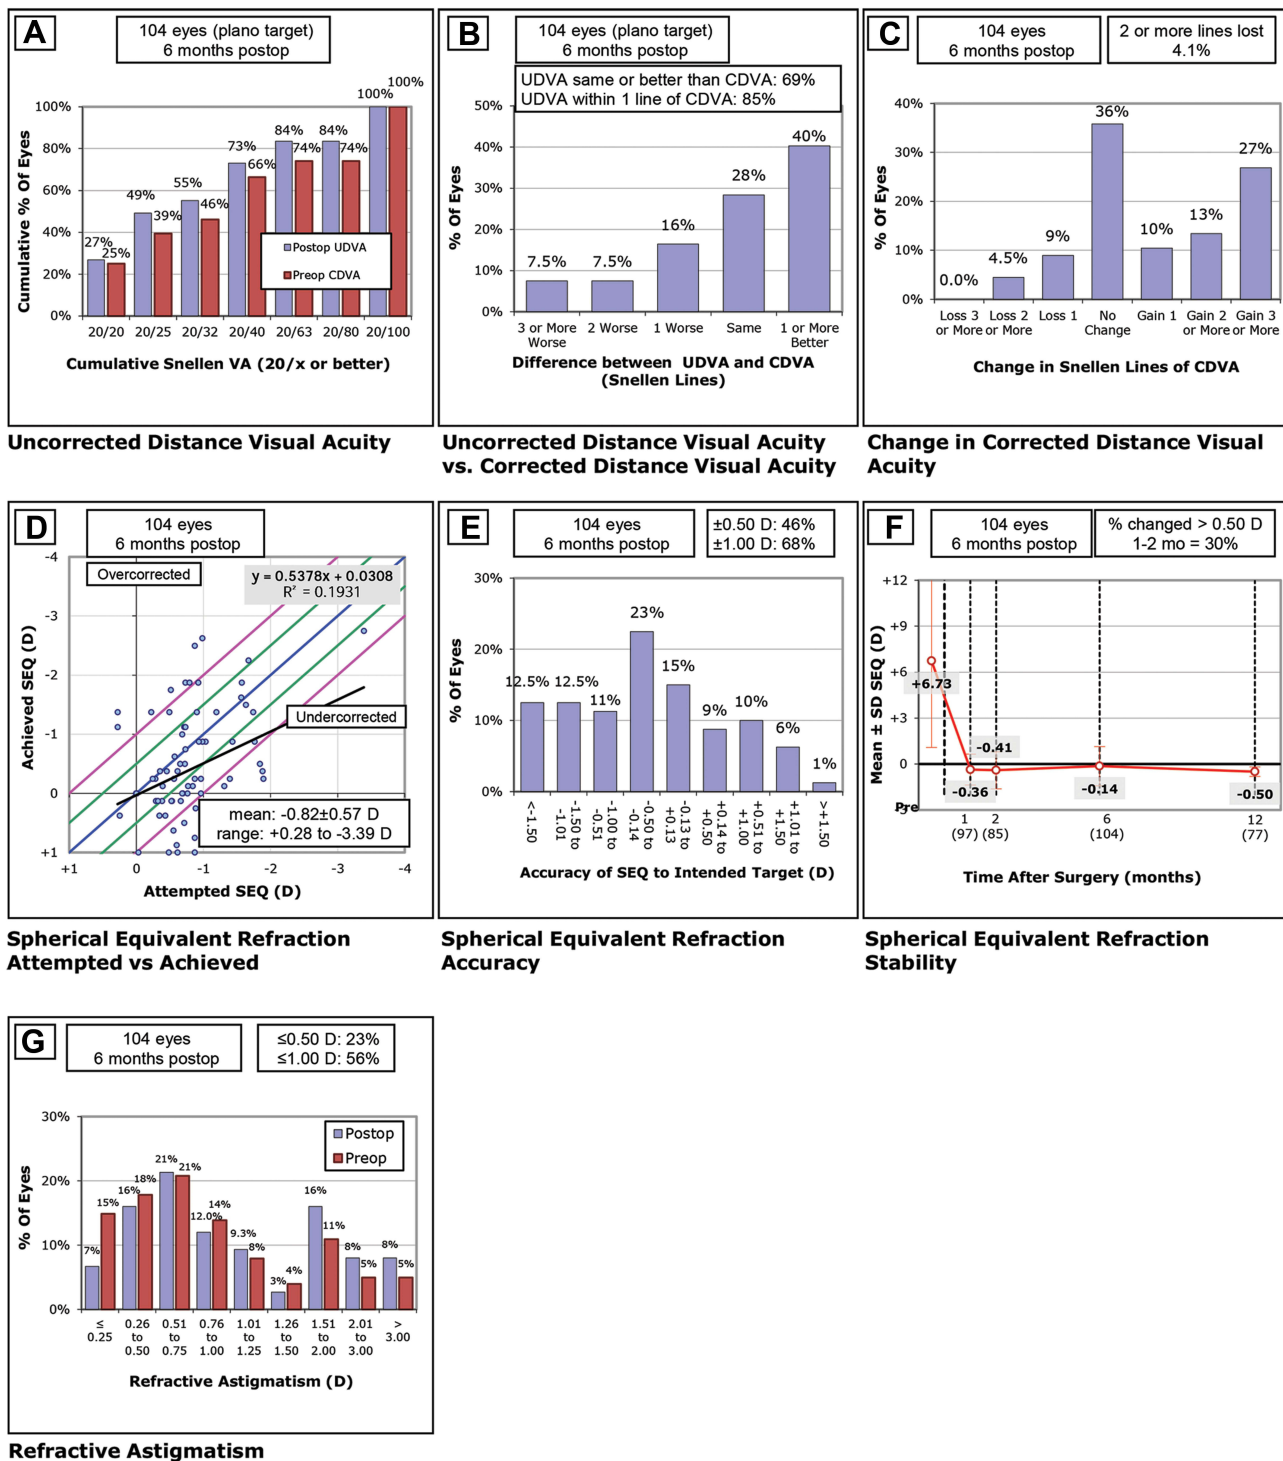 A
104 eyes (plano target)
6 months postop
Cumulative % Of Eyes
100%
80%
60%
40%
20%
0%
27%
25%
49%
39%
55%
46%
73%
66%
84%
74%
84%
74%
100%
100%
Postop UDVA
Preop CDVA
20/20 20/25 20/32 20/40 20/63 20/80 20/100
Cumulative Snellen VA (20/x or better)
Uncorrected Distance Visual Acuity
B
104 eyes (plano target)
6 months postop
UDVA same or better than CDVA: 69%
UDVA within 1 line of CDVA: 85%
% Of Eyes
50%
40%
30%
20%
10%
0%
7.5%
7.5%
16%
28%
40%
3 or More Worse
2 Worse
1 Worse
Same
1 or More Better
Difference between UDVA and CDVA
(Snellen Lines)
Uncorrected Distance Visual Acuity
vs. Corrected Distance Visual Acuity
C
104 eyes
6 months postop
2 or more lines lost
4.1%
% Of Eyes
40%
30%
20%
10%
0%
0.0%
4.5%
9%
36%
10%
13%
27%
Loss 3 or More
Loss 2 or More
Loss 1
No Change
Gain 1
Gain 2 or More
Gain 3 or More
Change in Snellen Lines of CDVA
Change in Corrected Distance Visual
Acuity
D
104 eyes
6 months postop
Overcorrected
y = 0.5378x + 0.0308
R² = 0.1931
Undercorrected
mean: -0.82±0.57 D
range: +0.28 to -3.39 D
Achieved SEQ (D)
-4
-3
-2
-1
0
+1
+1 0 -1 -2 -3 -4
Attempted SEQ (D)
Spherical Equivalent Refraction
Attempted vs Achieved
E
104 eyes
6 months postop
±0.50 D: 46%
±1.00 D: 68%
% Of Eyes
30%
20%
10%
0%
12.5%
12.5%
11%
23%
15%
9%
10%
6%
1%
<-1.50
-1.50 to -1.01
-1.00 to -0.51
-0.50 to -0.14
-0.13 to +0.13
+0.14 to +0.50
+0.51 to +1.00
+1.01 to +1.50
>+1.50
Accuracy of SEQ to Intended Target (D)
Spherical Equivalent Refraction
Accuracy
F
104 eyes
6 months postop
% changed > 0.50 D
1-2 mo = 30%
Mean ± SD SEQ (D)
+12
+9
+6
+3
0
Pre
+6.73
-0.36
-0.41
-0.14
-0.50
1 2 6 12
(97) (85) (104) (77)
Time After Surgery (months)
Spherical Equivalent Refraction
Stability
G
104 eyes
6 months postop
≤0.50 D: 23%
≤1.00 D: 56%
% Of Eyes
30%
20%
10%
0%
Postop
Preop
7%
15%
16%
18%
21%
21%
12.0%
14%
9.3%
8%
3%
4%
16%
11%
8%
5%
8%
5%
≤ 0.25
0.26 to 0.50
0.51 to 0.75
0.76 to 1.00
1.01 to 1.25
1.26 to 1.50
1.51 to 2.00
2.01 to 3.00
> 3.00
Refractive Astigmatism (D)
Refractive Astigmatism